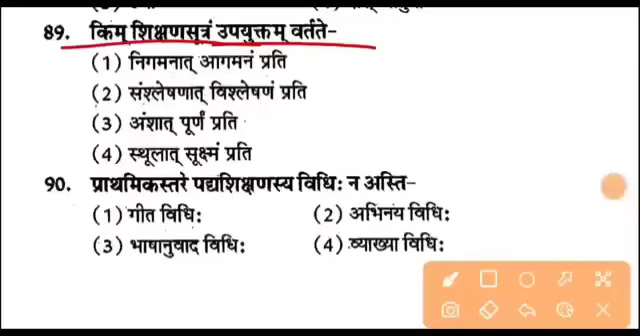 89. किम् शिक्षणसूत्रं उपयुक्तम् वर्तते-
(1) निगमनात् आगमनं प्रति
(2) संश्लेषणात् विश्लेषणं प्रति
(3) अंशात् पूर्णं प्रति
(4) स्थूलात् सूक्ष्मं प्रति
90. प्राथमिकस्तरे पद्यशिक्षणस्य विधिः न अस्ति-
(1) गीत विधिः (2) अभिनय विधिः
(3) भाषानुवाद विधिः (4) व्याख्या विधिः